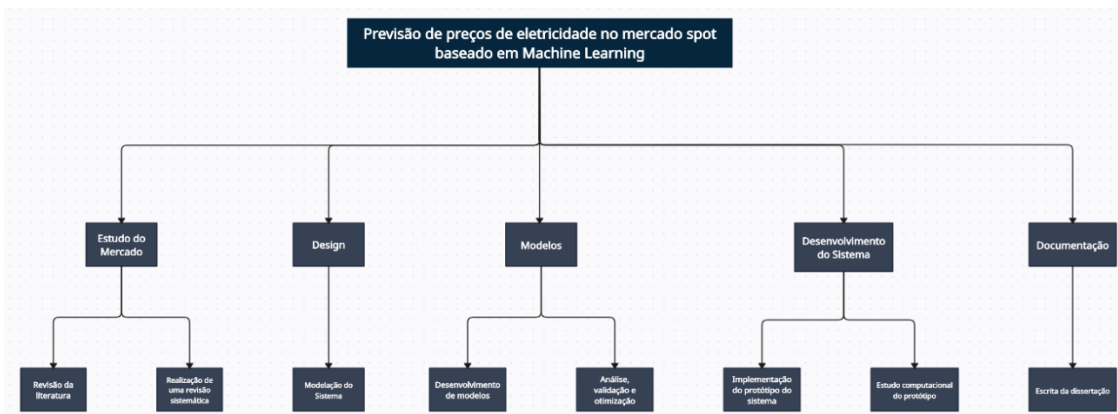 Previsão de preços de eletricidade no mercado spot
baseado em Machine Learning
Estudo do
Mercado
Design
Modelos
Desenvolvimento
do Sistema
Documentação
Revisão da
literatura
Realização de
uma revisão
sistemática
Modelação do
Sistema
Desenvolvimento
de modelos
Análise,
validação e
otimização
Implementação
do protótipo do
sistema
Estudo computacional
do protótipo
Escrita da dissertação